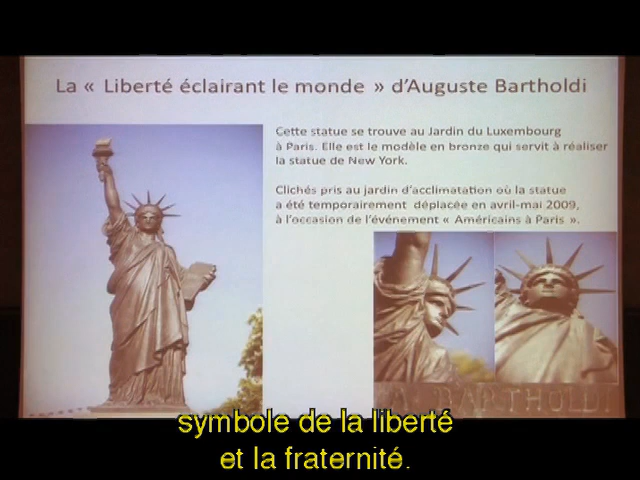 La « Liberté éclairant le monde » d'Auguste Bartholdi
Cette statue se trouve au Jardin du Luxembourg
à Paris. Elle est le modèle en bronze qui servit à réaliser
la statue de New York.
Clichés pris au jardin d'acclimatation où la statue
a été temporairement déplacée en avril-mai 2009,
à l'occasion de l'événement « Américains à Paris ».
A BARTHOLDI
symbole de la liberté
et la fraternité.